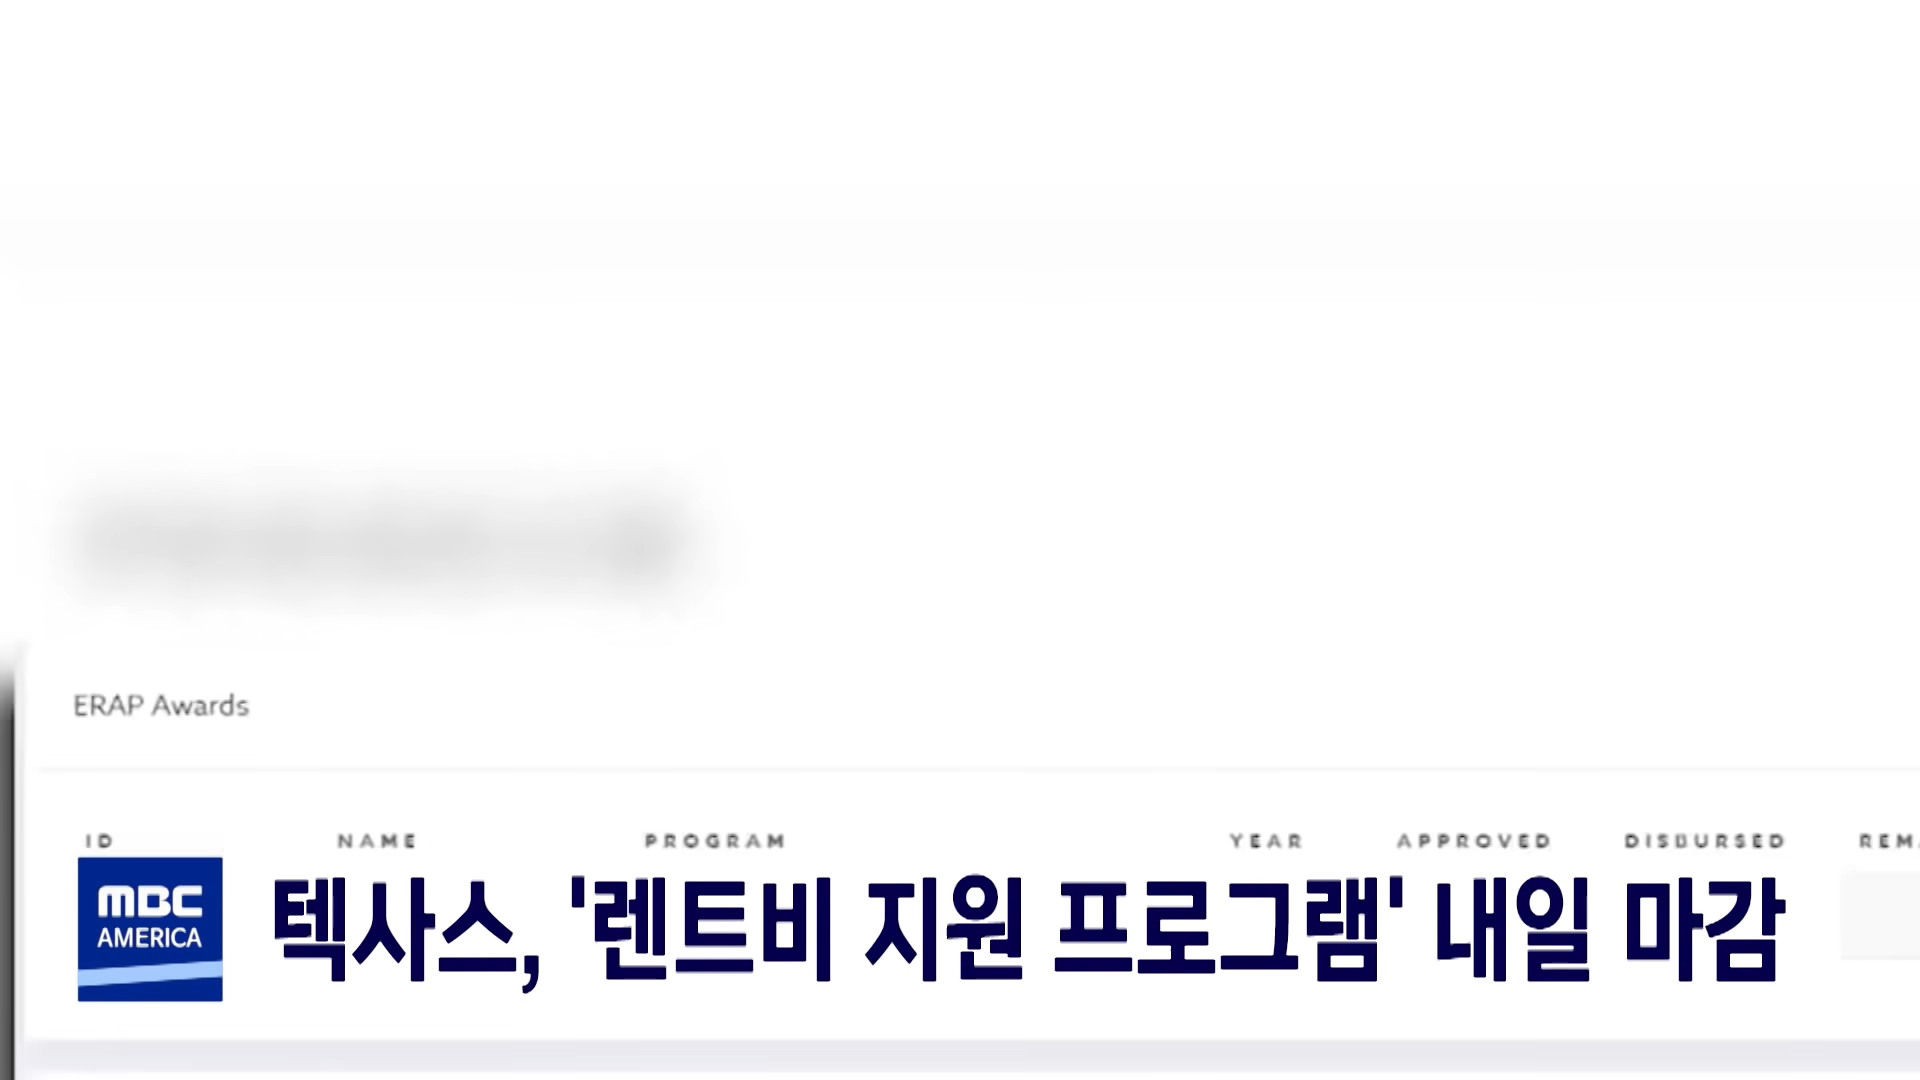 ERAP Awards
ID NAME PROGRAM YEAR APPROVED DISBURSED
MBC
AMERICA
텍사스, '렌트비 지원 프로그램' 내일 마감